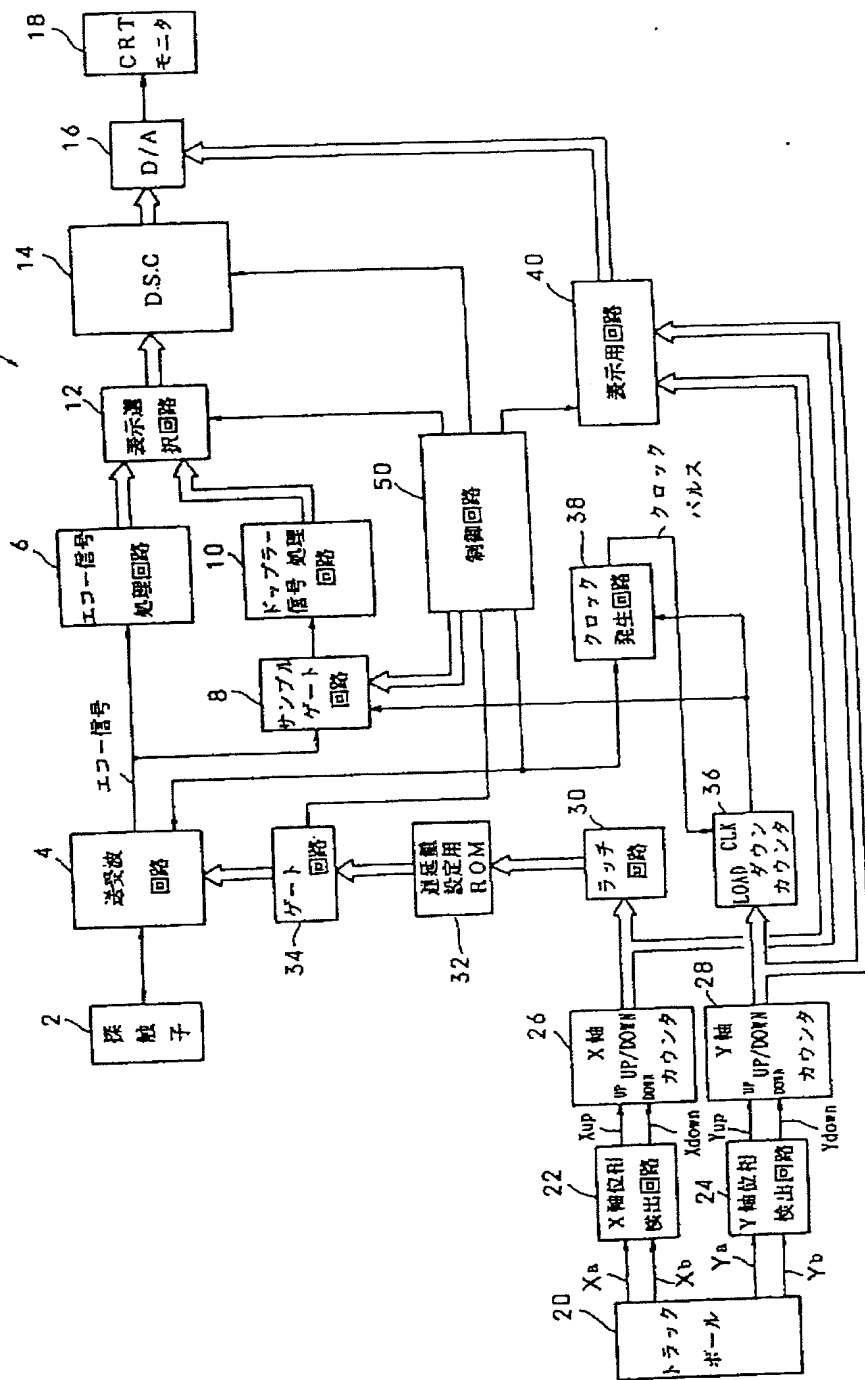 2
探触子
4
送受波
回路
エコー信号
6
エコー信号
処理回路
8
サンプル
ゲート
回路
10
ドップラー
信号処理
回路
12
表示選
択回路
14
D.S.C
16
D/A
18
CRT
モニタ
34
ゲート
回路
32
設定用
ROM
30
ラッチ
回路
50
制御回路
38
クロック
発生回路
クロック
パルス
40
表示用回路
36
LOAD CLK
ダウン
カウンタ
20
トラック
ボール
Xa
Xb
Ya
Yb
22
X軸位相
検出回路
24
Y軸位相
検出回路
Xup
Xdown
Yup
Ydown
26
X軸
UP
UP/DOWN
DOWN
カウンタ
28
Y軸
UP
UP/DOWN
DOWN
カウンタ